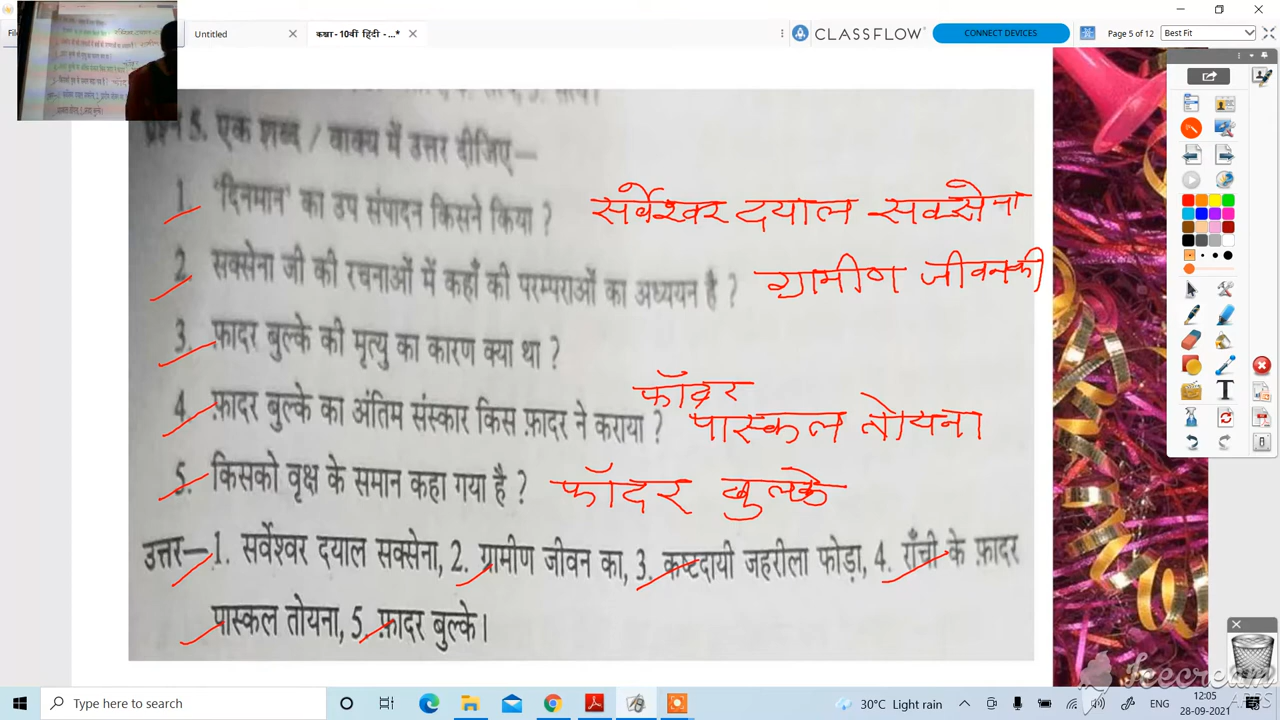 Untitled
कक्षा - 10वीं हिंदी - ...*
CLASSFLOW
CONNECT DEVICES
Page 5 of 12
Best Fit
प्रश्न 5. एक शब्द / वाक्य में उत्तर दीजिए—
1. 'दिनमान' का उप संपादन किसने किया ? सर्वेश्वर दयाल सक्सेना
2. सक्सेना जी की रचनाओं में कहाँ की परम्पराओं का अध्ययन है ? ग्रामीण जीवन की
3. फ़ादर बुल्के की मृत्यु का कारण क्या था ?
4. फ़ादर बुल्के का अंतिम संस्कार किस फ़ादर ने कराया ? फॉदर पास्कल तोयना
5. किसको वृक्ष के समान कहा गया है ? फॉदर बुल्के
उत्तर— 1. सर्वेश्वर दयाल सक्सेना, 2. ग्रामीण जीवन का, 3. कष्टदायी जहरीला फोड़ा, 4. राँची के फ़ादर
पास्कल तोयना, 5. फ़ादर बुल्के।
Icecream
APPS
Type here to search
30°C Light rain
12:05
28-09-2021